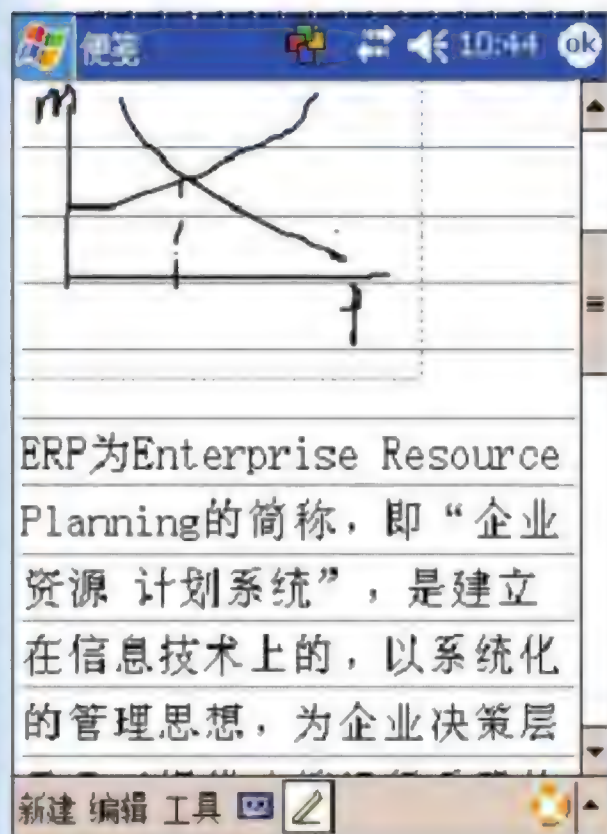 便笺 10:44 ok
m
ERP为Enterprise Resource
Planning的简称，即“企业
资源 计划系统”，是建立
在信息技术上的，以系统化
的管理思想，为企业决策层
新建 编辑 工具